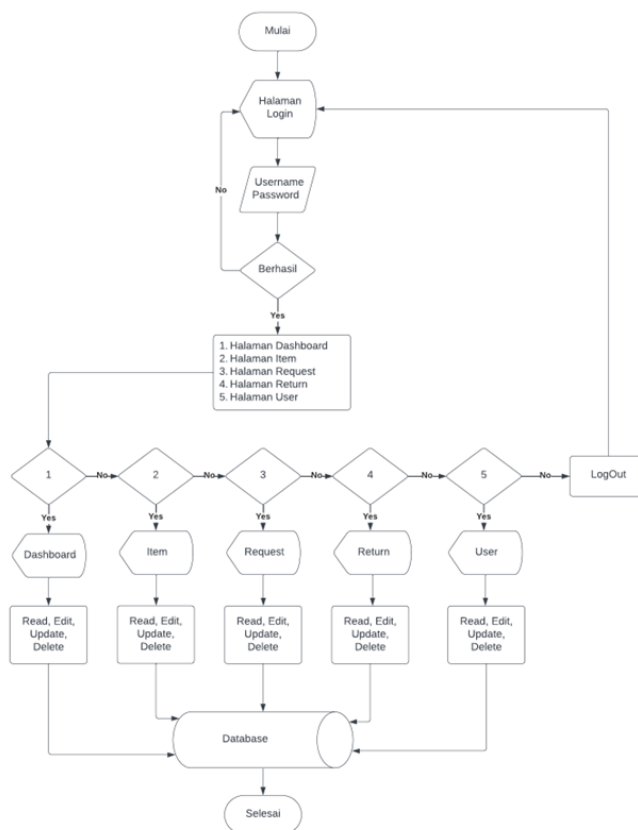 Mulai
Halaman
Login
Username
Password
No
Berhasil
Yes
1. Halaman Dashboard
2. Halaman Item
3. Halaman Request
4. Halaman Return
5. Halaman User
1
No
2
No
3
No
4
No
5
No
LogOut
Yes
Yes
Yes
Yes
Yes
Dashboard
Item
Request
Return
User
Read, Edit,
Update,
Delete
Read, Edit,
Update,
Delete
Read, Edit,
Update,
Delete
Read, Edit,
Update,
Delete
Read, Edit,
Update,
Delete
Database
Selesai